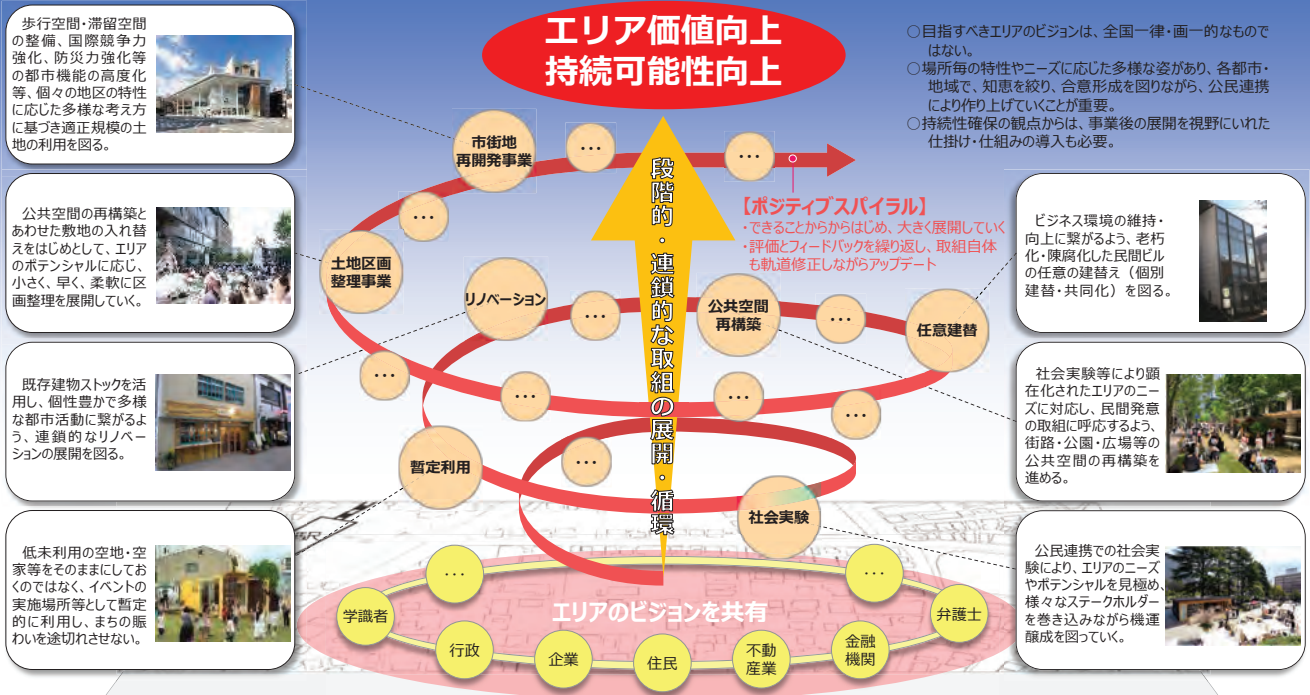 エリア価値向上
持続可能性向上
○目指すべきエリアのビジョンは、全国一律・画一的なもので
はない。
○場所毎の特性やニーズに応じた多様な姿があり、各都市・
地域で、知恵を絞り、合意形成を図りながら、公民連携
により作り上げていくことが重要。
○持続性確保の観点からは、事業後の展開を視野にいれた
仕掛け・仕組みの導入も必要。
歩行空間・滞留空間
の整備、国際競争力
強化、防災力強化等
の都市機能の高度化
等、個々の地区の特性
に応じた多様な考え方
に基づき適正規模の土
地の利用を図る。
公共空間の再構築と
あわせた敷地の入れ替
えをはじめとして、エリア
のポテンシャルに応じ、
小さく、早く、柔軟に区
画整理を展開していく。
既存建物ストックを活
用し、個性豊かで多様
な都市活動に繋がるよ
う、連鎖的なリノベー
ションの展開を図る。
低未利用の空地・空
家等をそのままにしてお
くのではなく、イベントの
実施場所等として暫定
的に利用し、まちの賑
わいを途切れさせない。
市街地
再開発事業
…
…
…
土地区画
整理事業
【ポジティブスパイラル】
・できることからからはじめ、大きく展開していく
・評価とフィードバックを繰り返し、取組自体
も軌道修正しながらアップデート
段階的・連鎖的な取組の展開・循環
リノベーション
…
公共空間
再構築
…
任意建替
…
…
…
…
暫定利用
…
社会実験
ビジネス環境の維持・
向上に繋がるよう、老朽
化・陳腐化した民間ビル
の任意の建替え（個別
建替・共同化）を図る。
社会実験等により顕
在化されたエリアのニー
ズに対応し、民間発意
の取組に呼応するよう、
街路・公園・広場等の
公共空間の再構築を
進める。
公民連携での社会実
験により、エリアのニーズ
やポテンシャルを見極め、
様々なステークホルダー
を巻き込みながら機運
醸成を図っていく。
駅
エリアのビジョンを共有
…
…
学識者
行政
企業
住民
不動
産業
金融
機関
弁護士